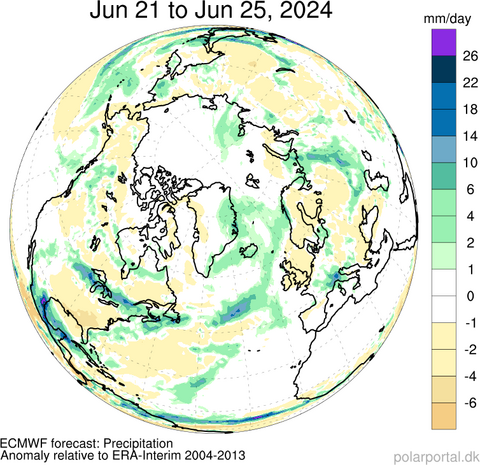 Jun 21 to Jun 25, 2024
mm/day
26
22
18
14
10
6
4
2
1
0
-1
-2
-4
-6
ECMWF forecast: Precipitation
Anomaly relative to ERA-Interim 2004-2013
polarportal.dk